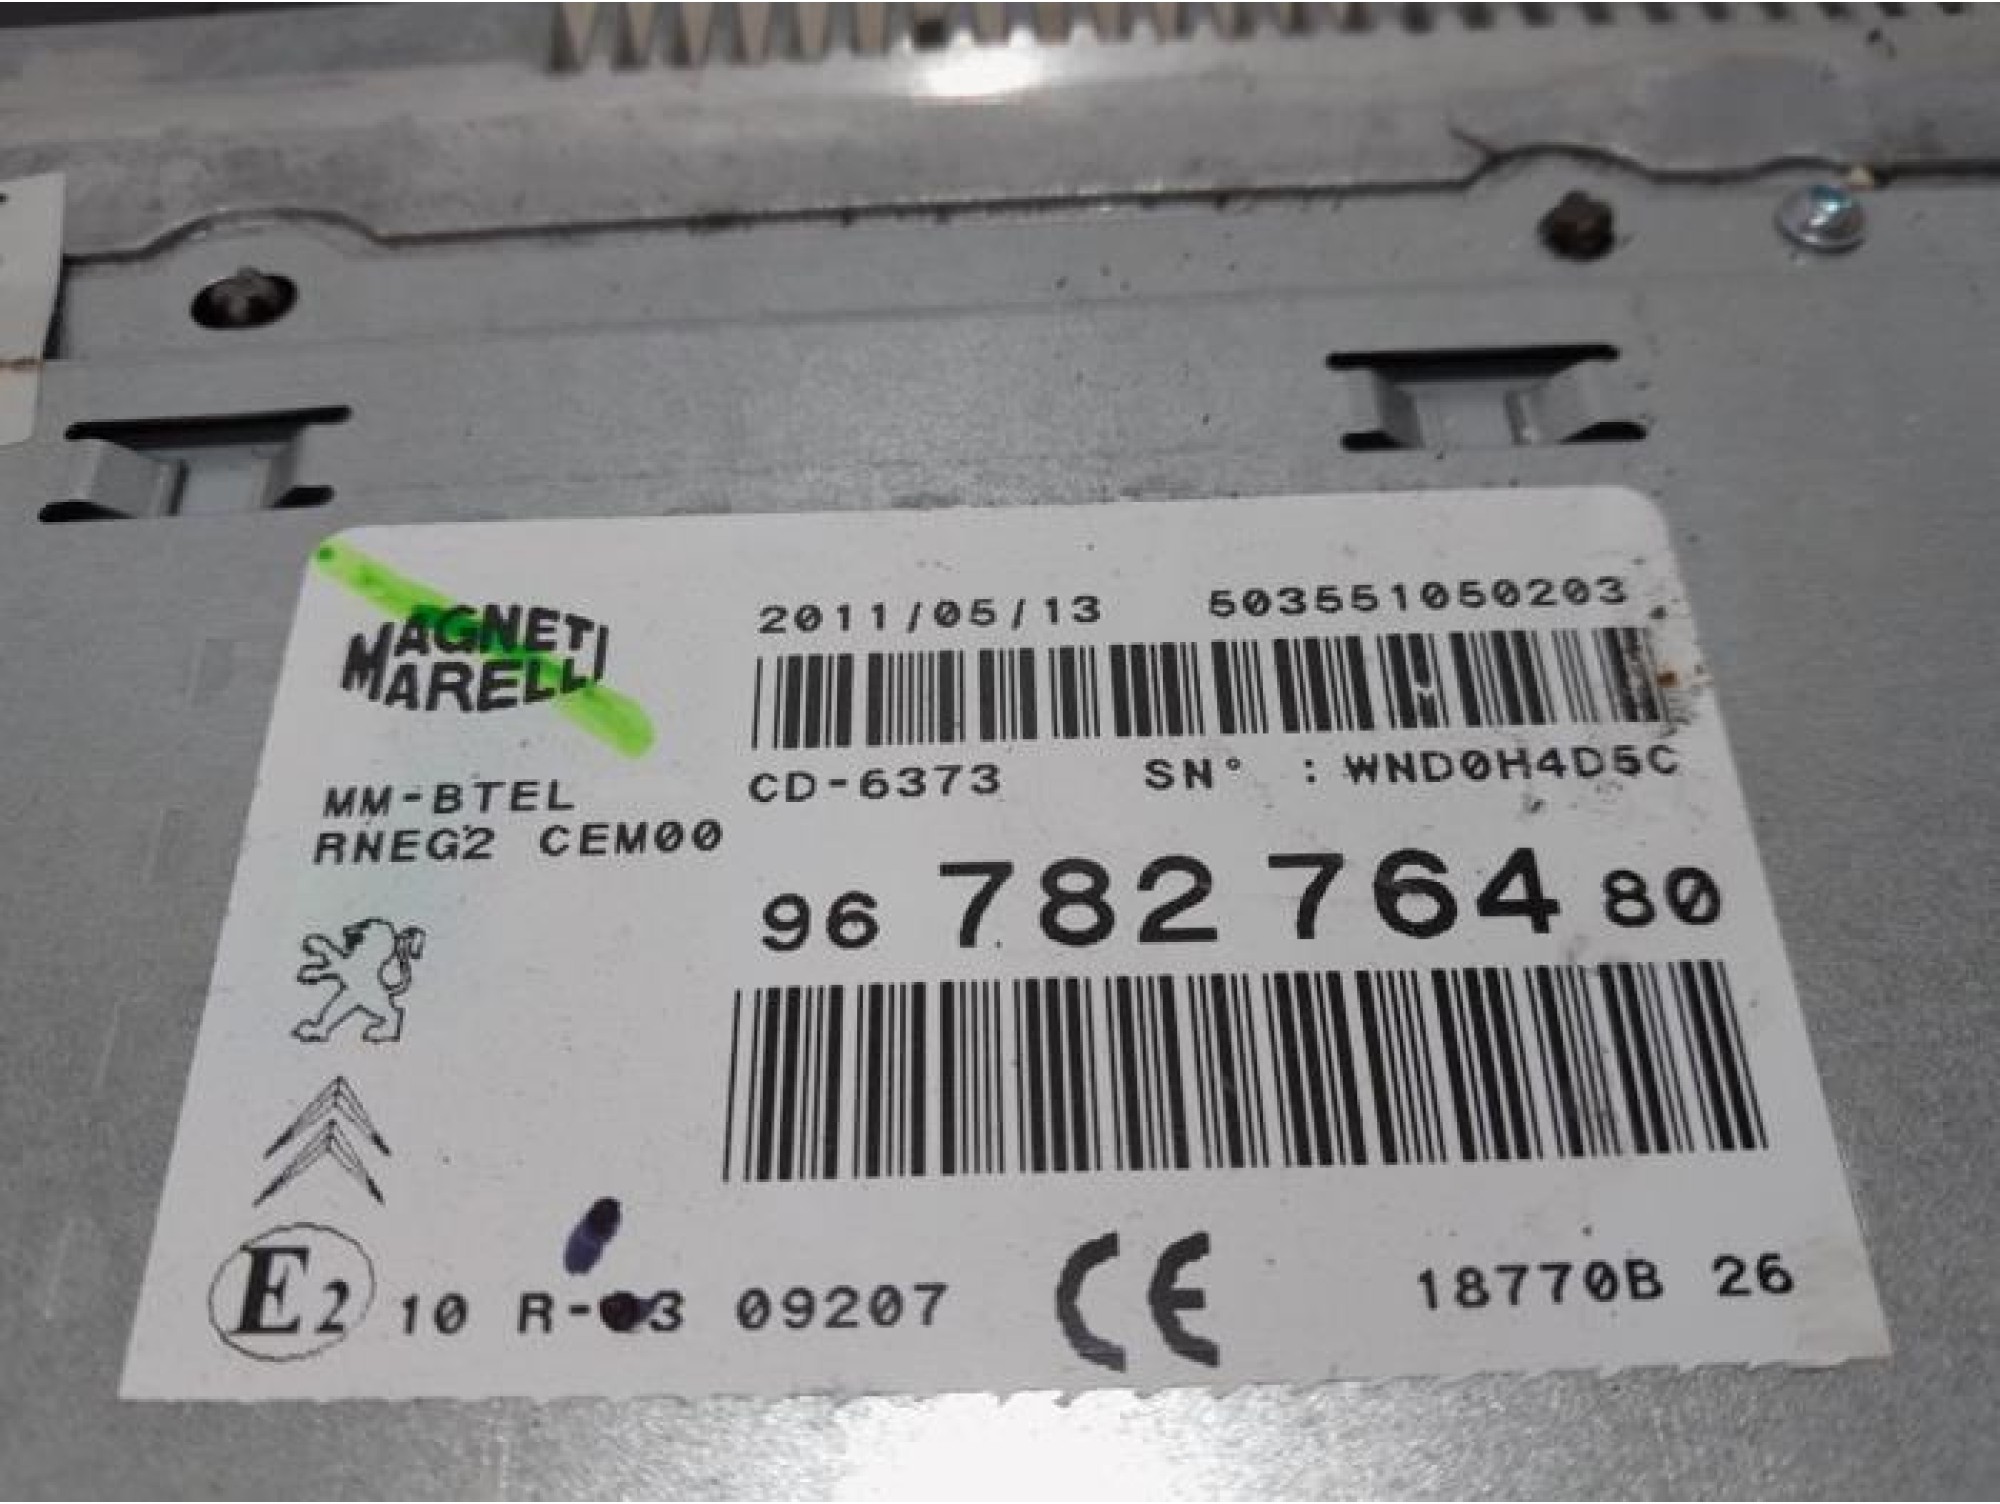 MAGNETI
MARELLI
2011/05/13 503551050203
CD-6373 SN° : WND0H4D5C
MM-BTEL
RNEG2 CEM00
96 782 764 80
E2 10 R-03 09207 CE 18770B 26